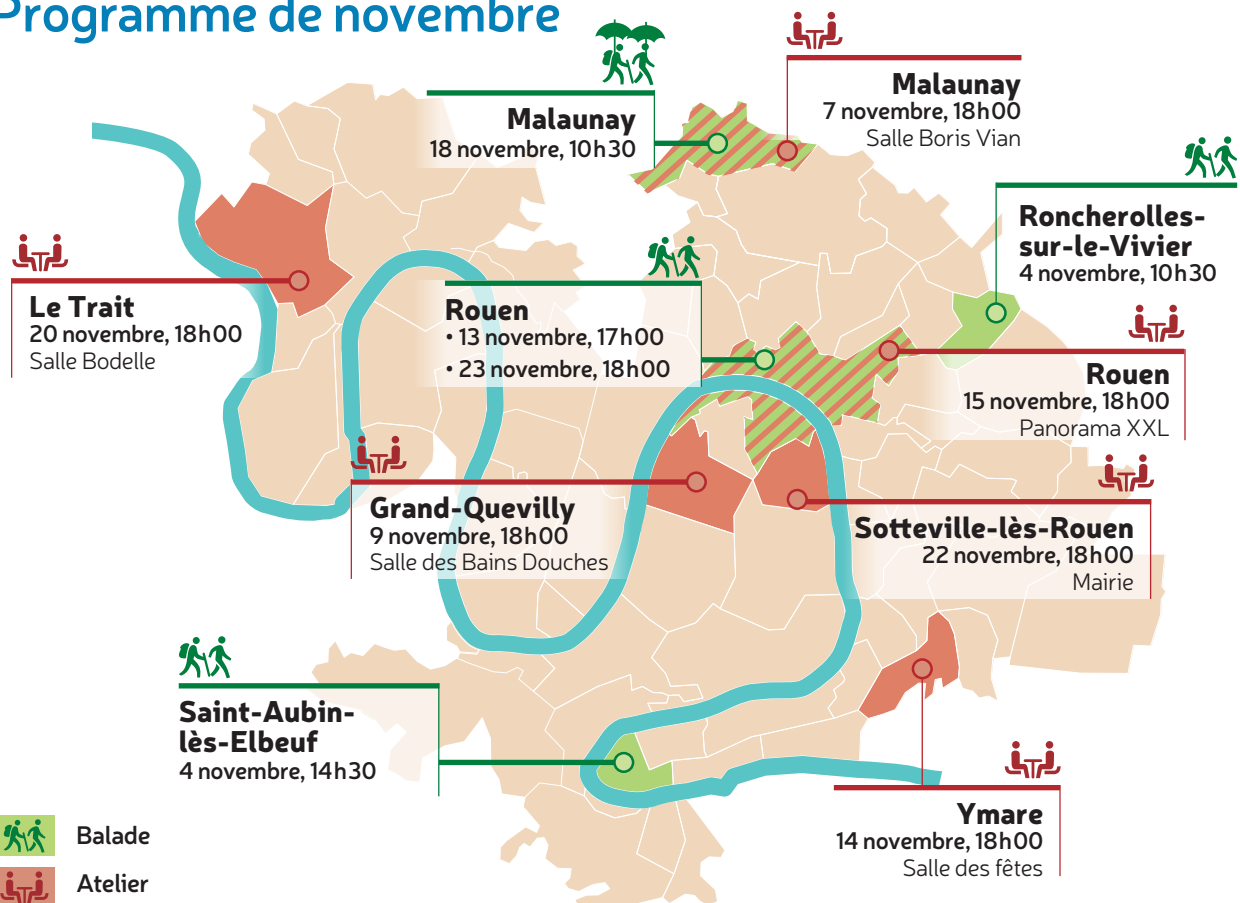 Programme de novembre
Malaunay
18 novembre, 10h30
Malaunay
7 novembre, 18h00
Salle Boris Vian
Roncherolles-
sur-le-Vivier
4 novembre, 10h30
Le Trait
20 novembre, 18h00
Salle Bodelle
Rouen
• 13 novembre, 17h00
• 23 novembre, 18h00
Rouen
15 novembre, 18h00
Panorama XXL
Grand-Quevilly
9 novembre, 18h00
Salle des Bains Douches
Sotteville-lès-Rouen
22 novembre, 18h00
Mairie
Saint-Aubin-
lès-Elbeuf
4 novembre, 14h30
Ymare
14 novembre, 18h00
Salle des fêtes
Balade
Atelier